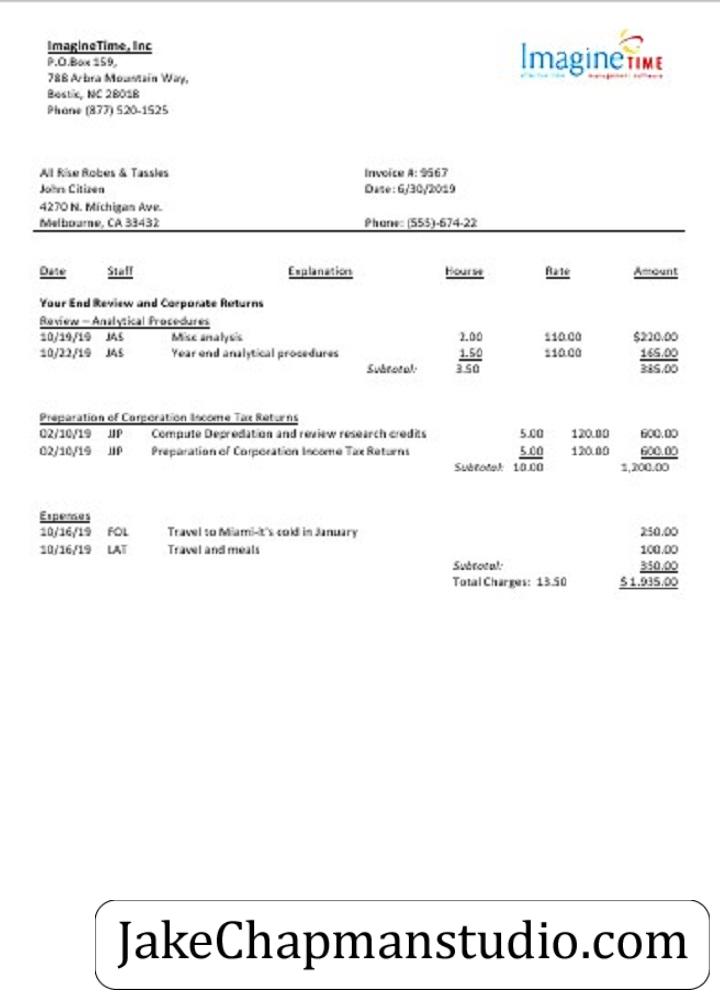 ImagineTime, Inc
P.O.Box 159,
788 Arbra Mountain Way,
Bostic, NC 28018
Phone (877) 520-1525
ImagineTIME
management software
All Rise Robes & Tassles Invoice #: 9567
John Citizen Date: 6/30/2019
4270 N. Michigan Ave.
Melbourne, CA 33432 Phone: (555)-674-22
Date Staff Explanation Hourse Rate Amount
Your End Review and Corporate Returns
Review – Analytical Procedures
10/19/19 JAS Misc analysis 2.00 110.00 $220.00
10/22/19 JAS Year end analytical procedures 1.50 110.00 165.00
Subtotal: 3.50 385.00
Preparation of Corporation Income Tax Returns
02/10/19 JJP Compute Depredation and review research credits 5.00 120.00 600.00
02/10/19 JJP Preparation of Corporation Income Tax Returns 5.00 120.00 600.00
Subtotal: 10.00 1,200.00
Expenses
10/16/19 FOL Travel to Miami-it's cold in January 250.00
10/16/19 LAT Travel and meals 100.00
Subtotal: 350.00
Total Charges: 13.50 $1.935.00
JakeChapmanstudio.com